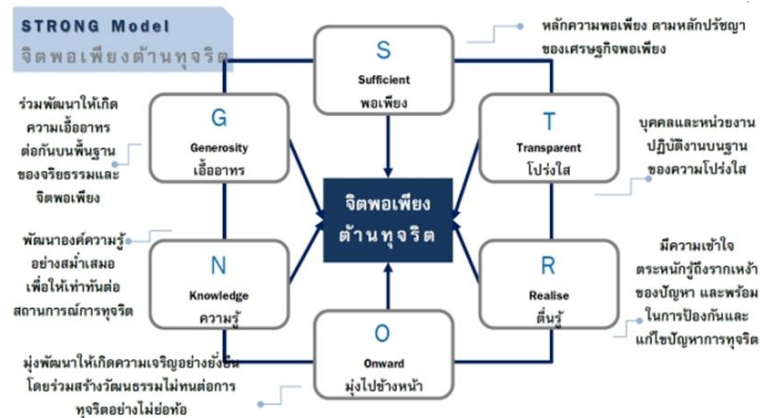 STRONG Model
จิตพอเพียงต้านทุจริต
S
Sufficient
พอเพียง
หลักความพอเพียง ตามหลักปรัชญา
ของเศรษฐกิจพอเพียง
T
Transparent
โปร่งใส
บุคคลและหน่วยงาน
ปฏิบัติงานบนฐาน
ของความโปร่งใส
R
Realise
ตื่นรู้
มีความเข้าใจ
ตระหนักรู้ถึงรากเหง้า
ของปัญหา และพร้อม
ในการป้องกันและ
แก้ไขปัญหาการทุจริต
O
Onward
มุ่งไปข้างหน้า
มุ่งพัฒนาให้เกิดความเจริญอย่างยั่งยืน
โดยร่วมสร้างวัฒนธรรมไม่ทนต่อการ
ทุจริตอย่างไม่ย่อท้อ
N
Knowledge
ความรู้
พัฒนาองค์ความรู้
อย่างสม่ำเสมอ
เพื่อให้เท่าทันต่อ
สถานการณ์การทุจริต
G
Generosity
เอื้ออาทร
ร่วมพัฒนาให้เกิด
ความเอื้ออาทร
ต่อกันบนพื้นฐาน
ของจริยธรรมและ
จิตพอเพียง
จิตพอเพียง
ต้านทุจริต